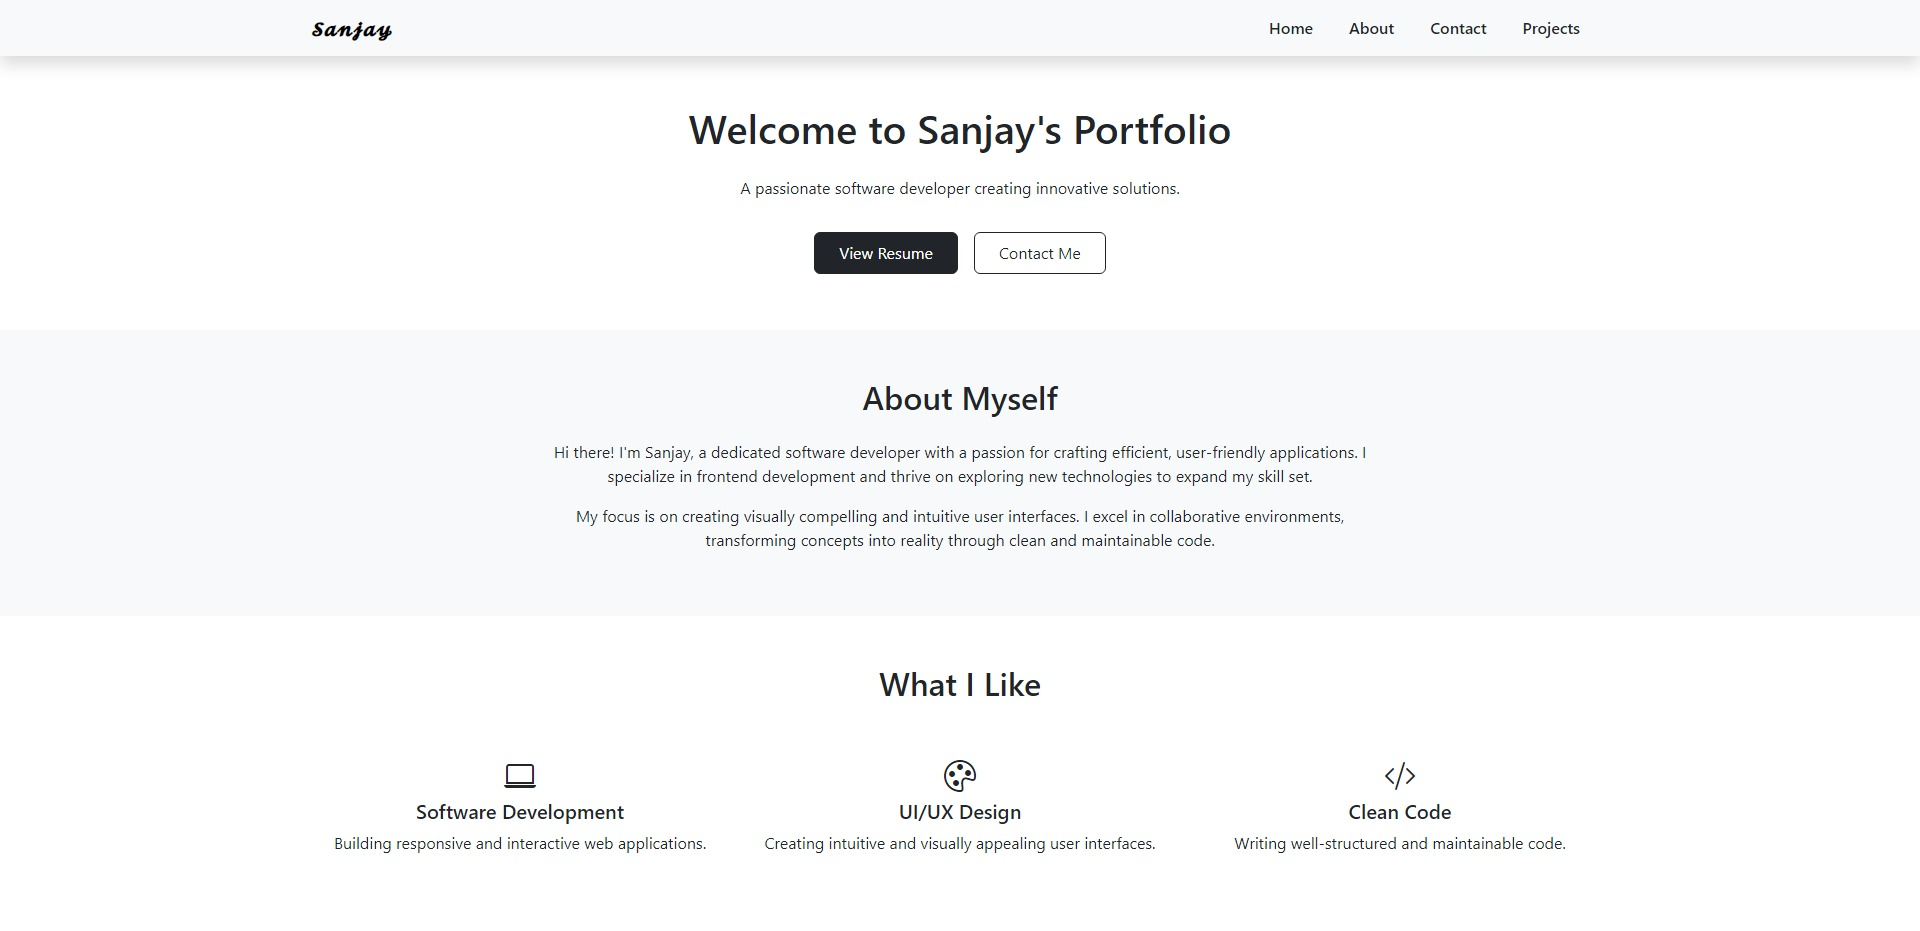 Sanjay
Home About Contact Projects
Welcome to Sanjay's Portfolio
A passionate software developer creating innovative solutions.
View Resume Contact Me
About Myself
Hi there! I'm Sanjay, a dedicated software developer with a passion for crafting efficient, user-friendly applications. I
specialize in frontend development and thrive on exploring new technologies to expand my skill set.
My focus is on creating visually compelling and intuitive user interfaces. I excel in collaborative environments,
transforming concepts into reality through clean and maintainable code.
What I Like
Software Development
Building responsive and interactive web applications.
UI/UX Design
Creating intuitive and visually appealing user interfaces.
Clean Code
Writing well-structured and maintainable code.